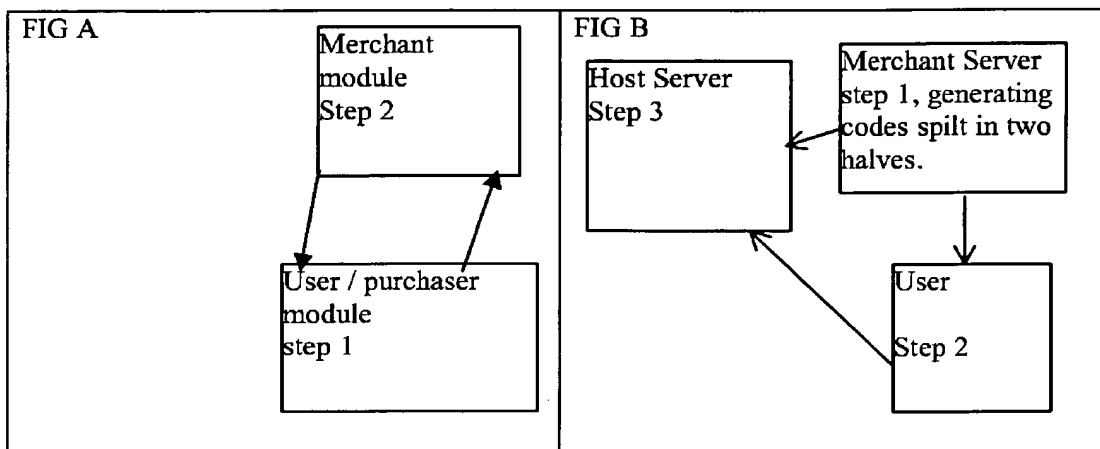 FIG A
Merchant
module
Step 2
User / purchaser
module
step 1
FIG B
Host Server
Step 3
Merchant Server
step 1, generating
codes spilt in two
halves.
User
Step 2